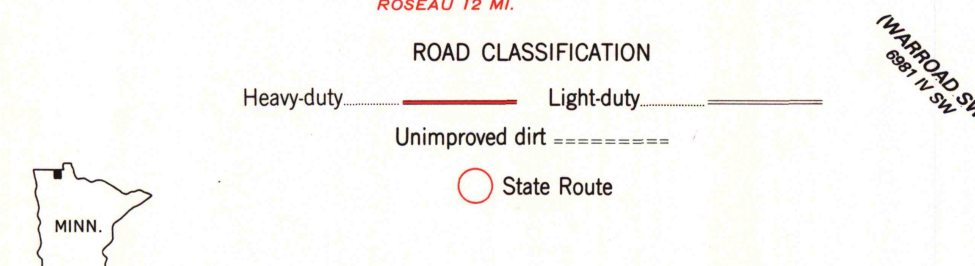 ROSEAU 12 MI.
ROAD CLASSIFICATION
Heavy-duty
Light-duty
Unimproved dirt
State Route
(WARROAD SW
6981 IV SW
MINN.